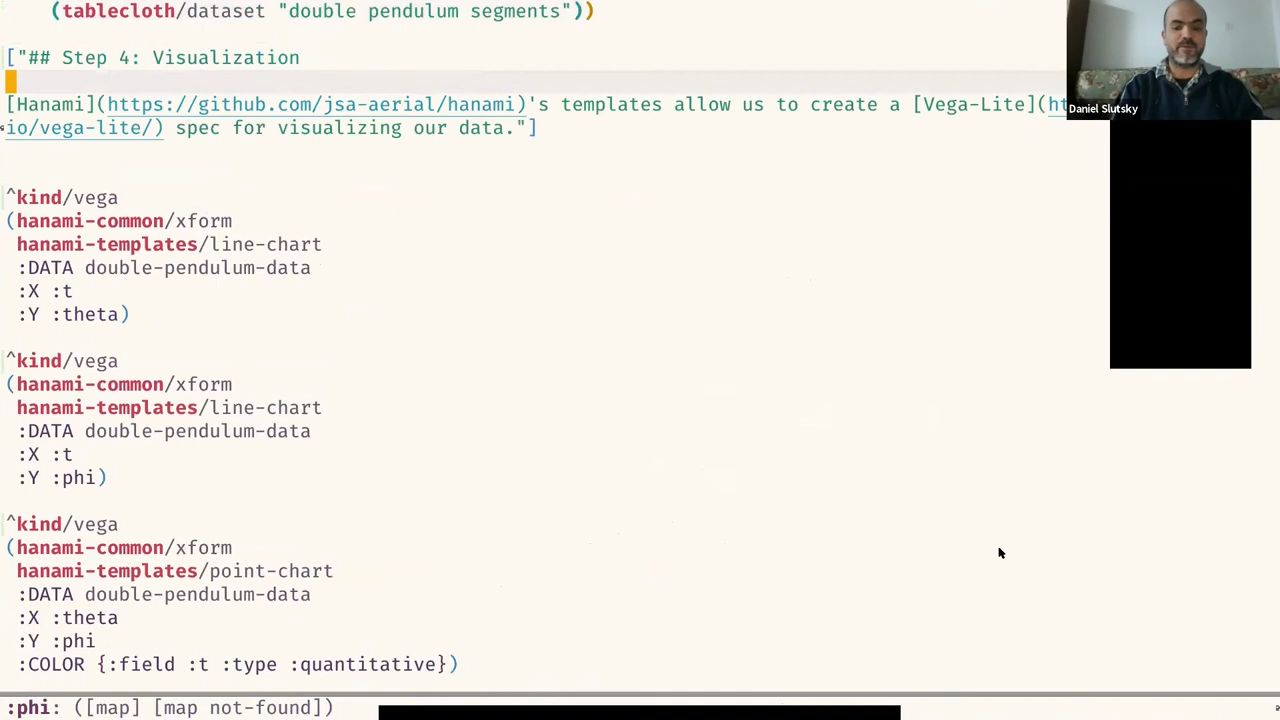 (tablecloth/dataset "double pendulum segments"))
["## Step 4: Visualization
[Hanami](https://github.com/jsa-aerial/hanami)'s templates allow us to create a [Vega-Lite](ht
io/vega-lite/) spec for visualizing our data."]
^kind/vega
(hanami-common/xform
hanami-templates/line-chart
:DATA double-pendulum-data
:X :t
:Y :theta)
^kind/vega
(hanami-common/xform
hanami-templates/line-chart
:DATA double-pendulum-data
:X :t
:Y :phi)
^kind/vega
(hanami-common/xform
hanami-templates/point-chart
:DATA double-pendulum-data
:X :theta
:Y :phi
:COLOR {:field :t :type :quantitative})
:phi: ([map] [map not-found])
Daniel Slutsky